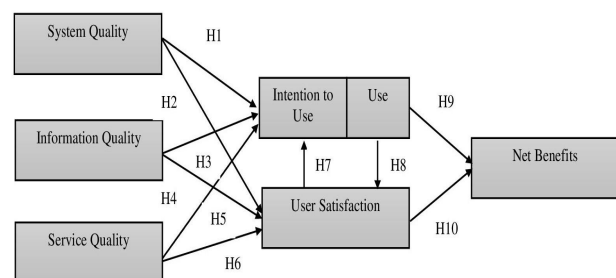 System Quality
H1
Intention to
Use
Use
H9
H2
Information Quality
Net Benefits
H3
H7
H8
H4
H5
User Satisfaction
H10
Service Quality
H6